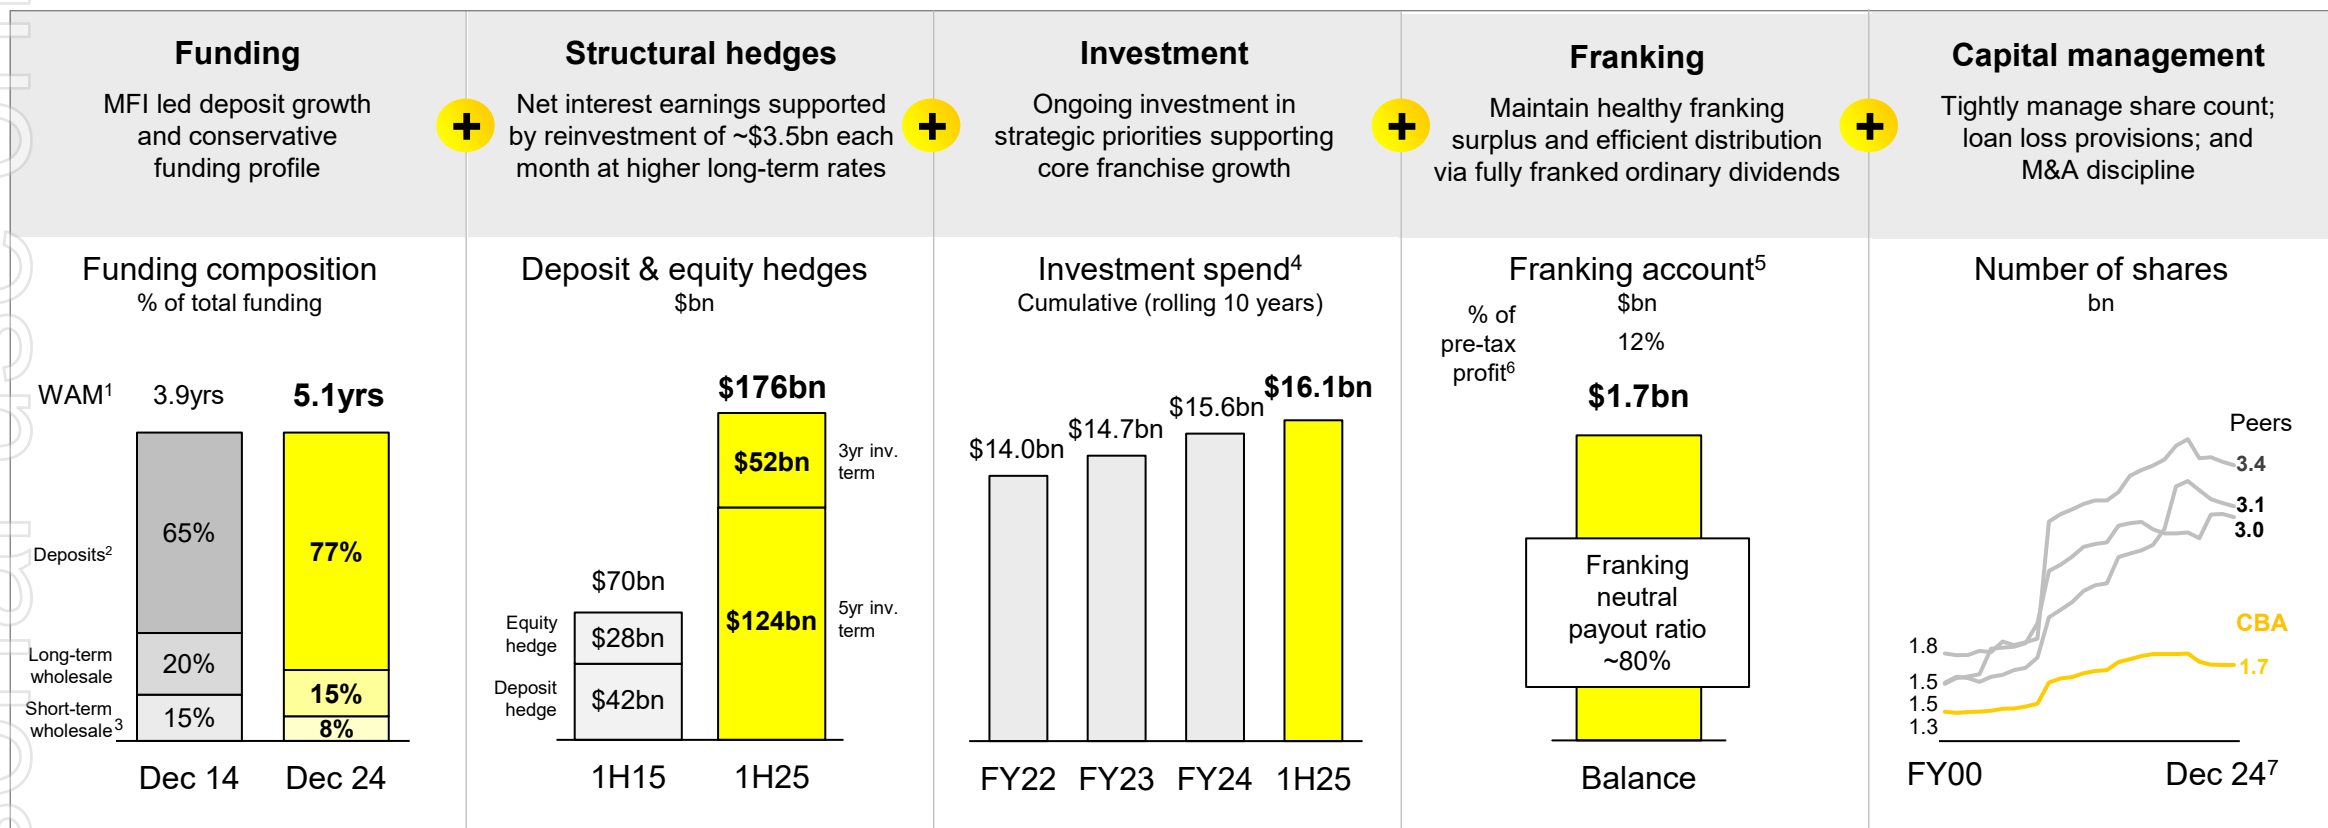 Funding
MFI led deposit growth
and conservative
funding profile
+
Structural hedges
Net interest earnings supported
by reinvestment of ~$3.5bn each
month at higher long-term rates
+
Investment
Ongoing investment in
strategic priorities supporting
core franchise growth
+
Franking
Maintain healthy franking
surplus and efficient distribution
via fully franked ordinary dividends
+
Capital management
Tightly manage share count;
loan loss provisions; and
M&A discipline
Funding composition
% of total funding
WAM¹ 3.9yrs 5.1yrs
65%
77%
Deposits²
Long-term
wholesale
20%
15%
Short-term
wholesale³
15%
8%
Dec 14 Dec 24
Deposit & equity hedges
$bn
$176bn
$52bn
3yr inv.
term
$70bn
Equity
hedge
$28bn
$124bn
5yr inv.
term
Deposit
hedge
$42bn
1H15 1H25
Investment spend⁴
Cumulative (rolling 10 years)
$14.0bn $14.7bn $15.6bn $16.1bn
FY22 FY23 FY24 1H25
Franking account⁵
$bn
% of
pre-tax
profit⁶
12%
$1.7bn
Franking
neutral
payout ratio
~80%
Balance
Number of shares
bn
Peers
3.4
3.1
3.0
CBA
1.7
1.8
1.5
1.5
1.3
FY00 Dec 24⁷